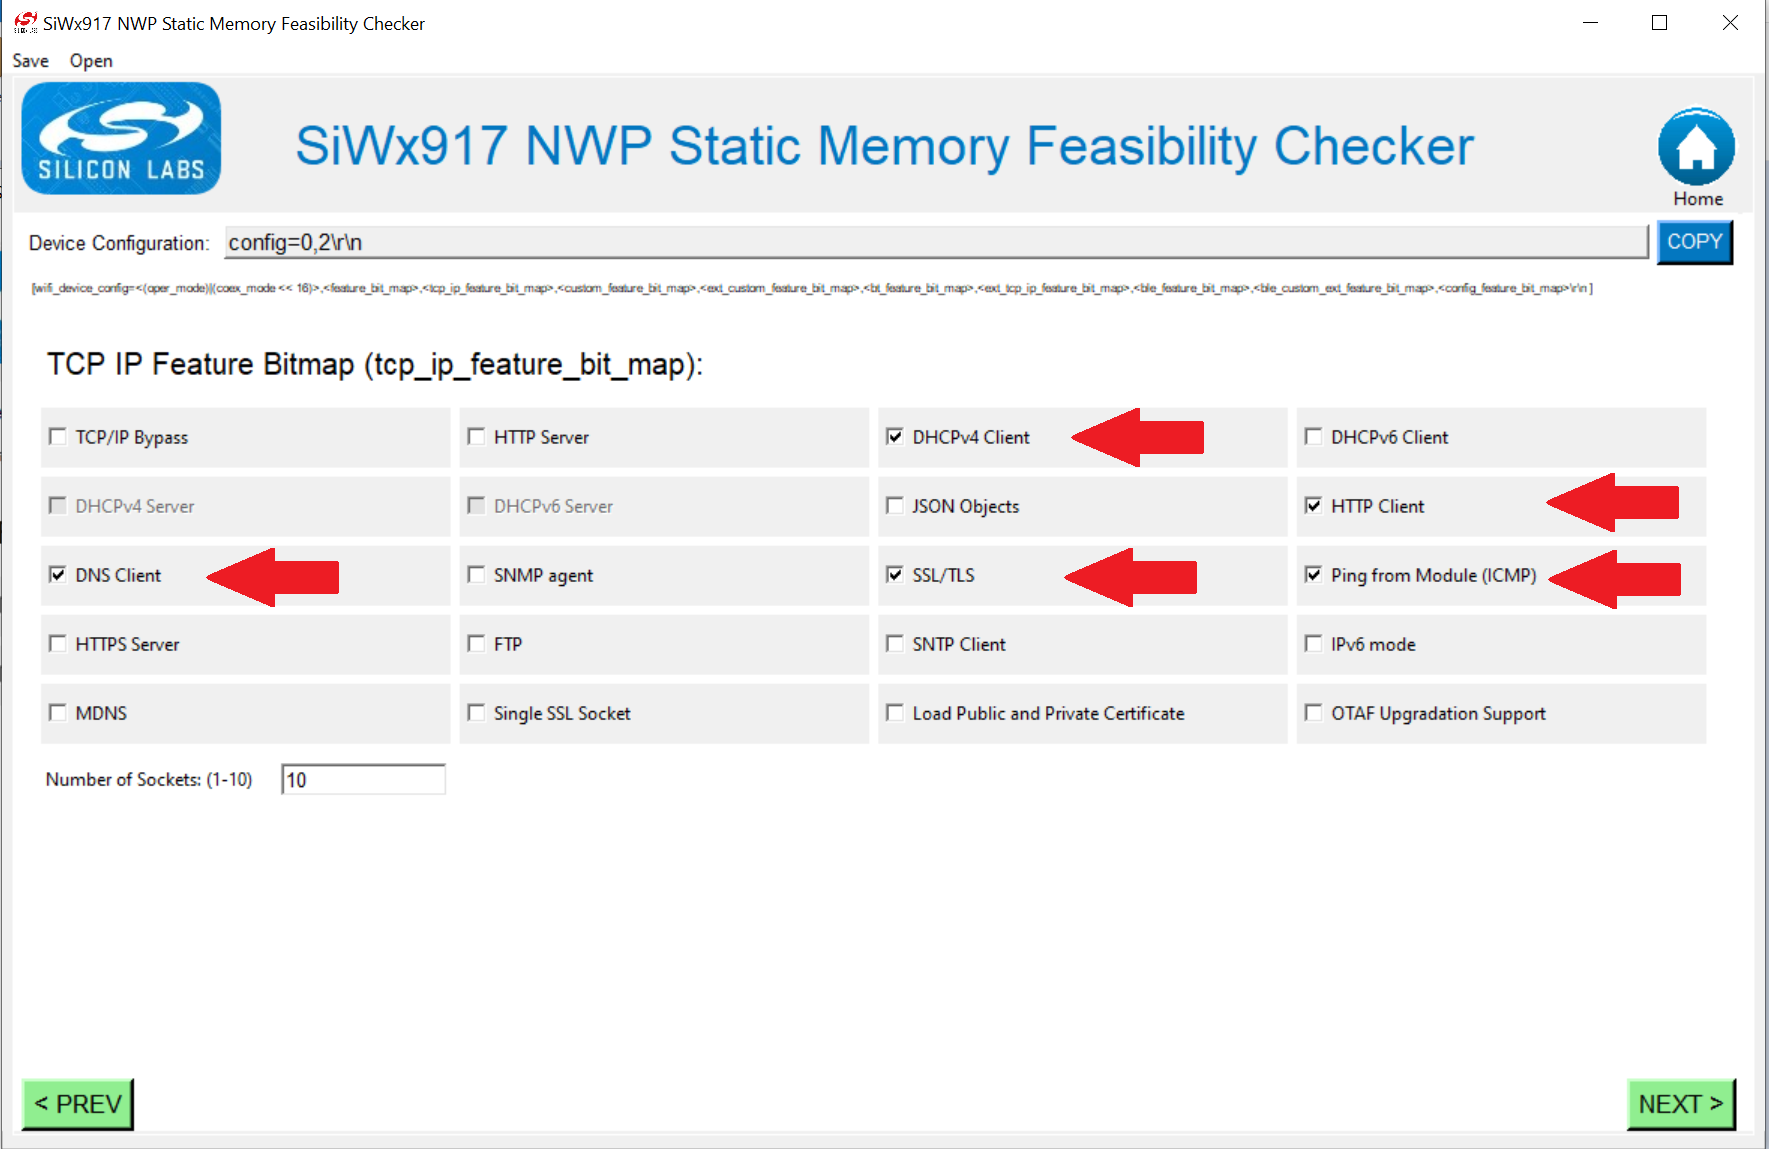 SiWx917 NWP Static Memory Feasibility Checker
Save Open
SILICON LABS
SiWx917 NWP Static Memory Feasibility Checker
Home
Device Configuration: config=0,2\r\n COPY
[wifi_device_config=<(oper_mode)|(coex_mode << 16)>,<feature_bit_map>,<tcp_ip_feature_bit_map>,<custom_feature_bit_map>,<ext_custom_feature_bit_map>,<bt_feature_bit_map>,<ext_tcp_ip_feature_bit_map>,<ble_feature_bit_map>,<ble_custom_ext_feature_bit_map>,<config_feature_bit_map>\r\n ]
TCP IP Feature Bitmap (tcp_ip_feature_bit_map):
TCP/IP Bypass HTTP Server DHCPv4 Client DHCPv6 Client
DHCPv4 Server DHCPv6 Server JSON Objects HTTP Client
DNS Client SNMP agent SSL/TLS Ping from Module (ICMP)
HTTPS Server FTP SNTP Client IPv6 mode
MDNS Single SSL Socket Load Public and Private Certificate OTAF Upgradation Support
Number of Sockets: (1-10) 10
< PREV NEXT >